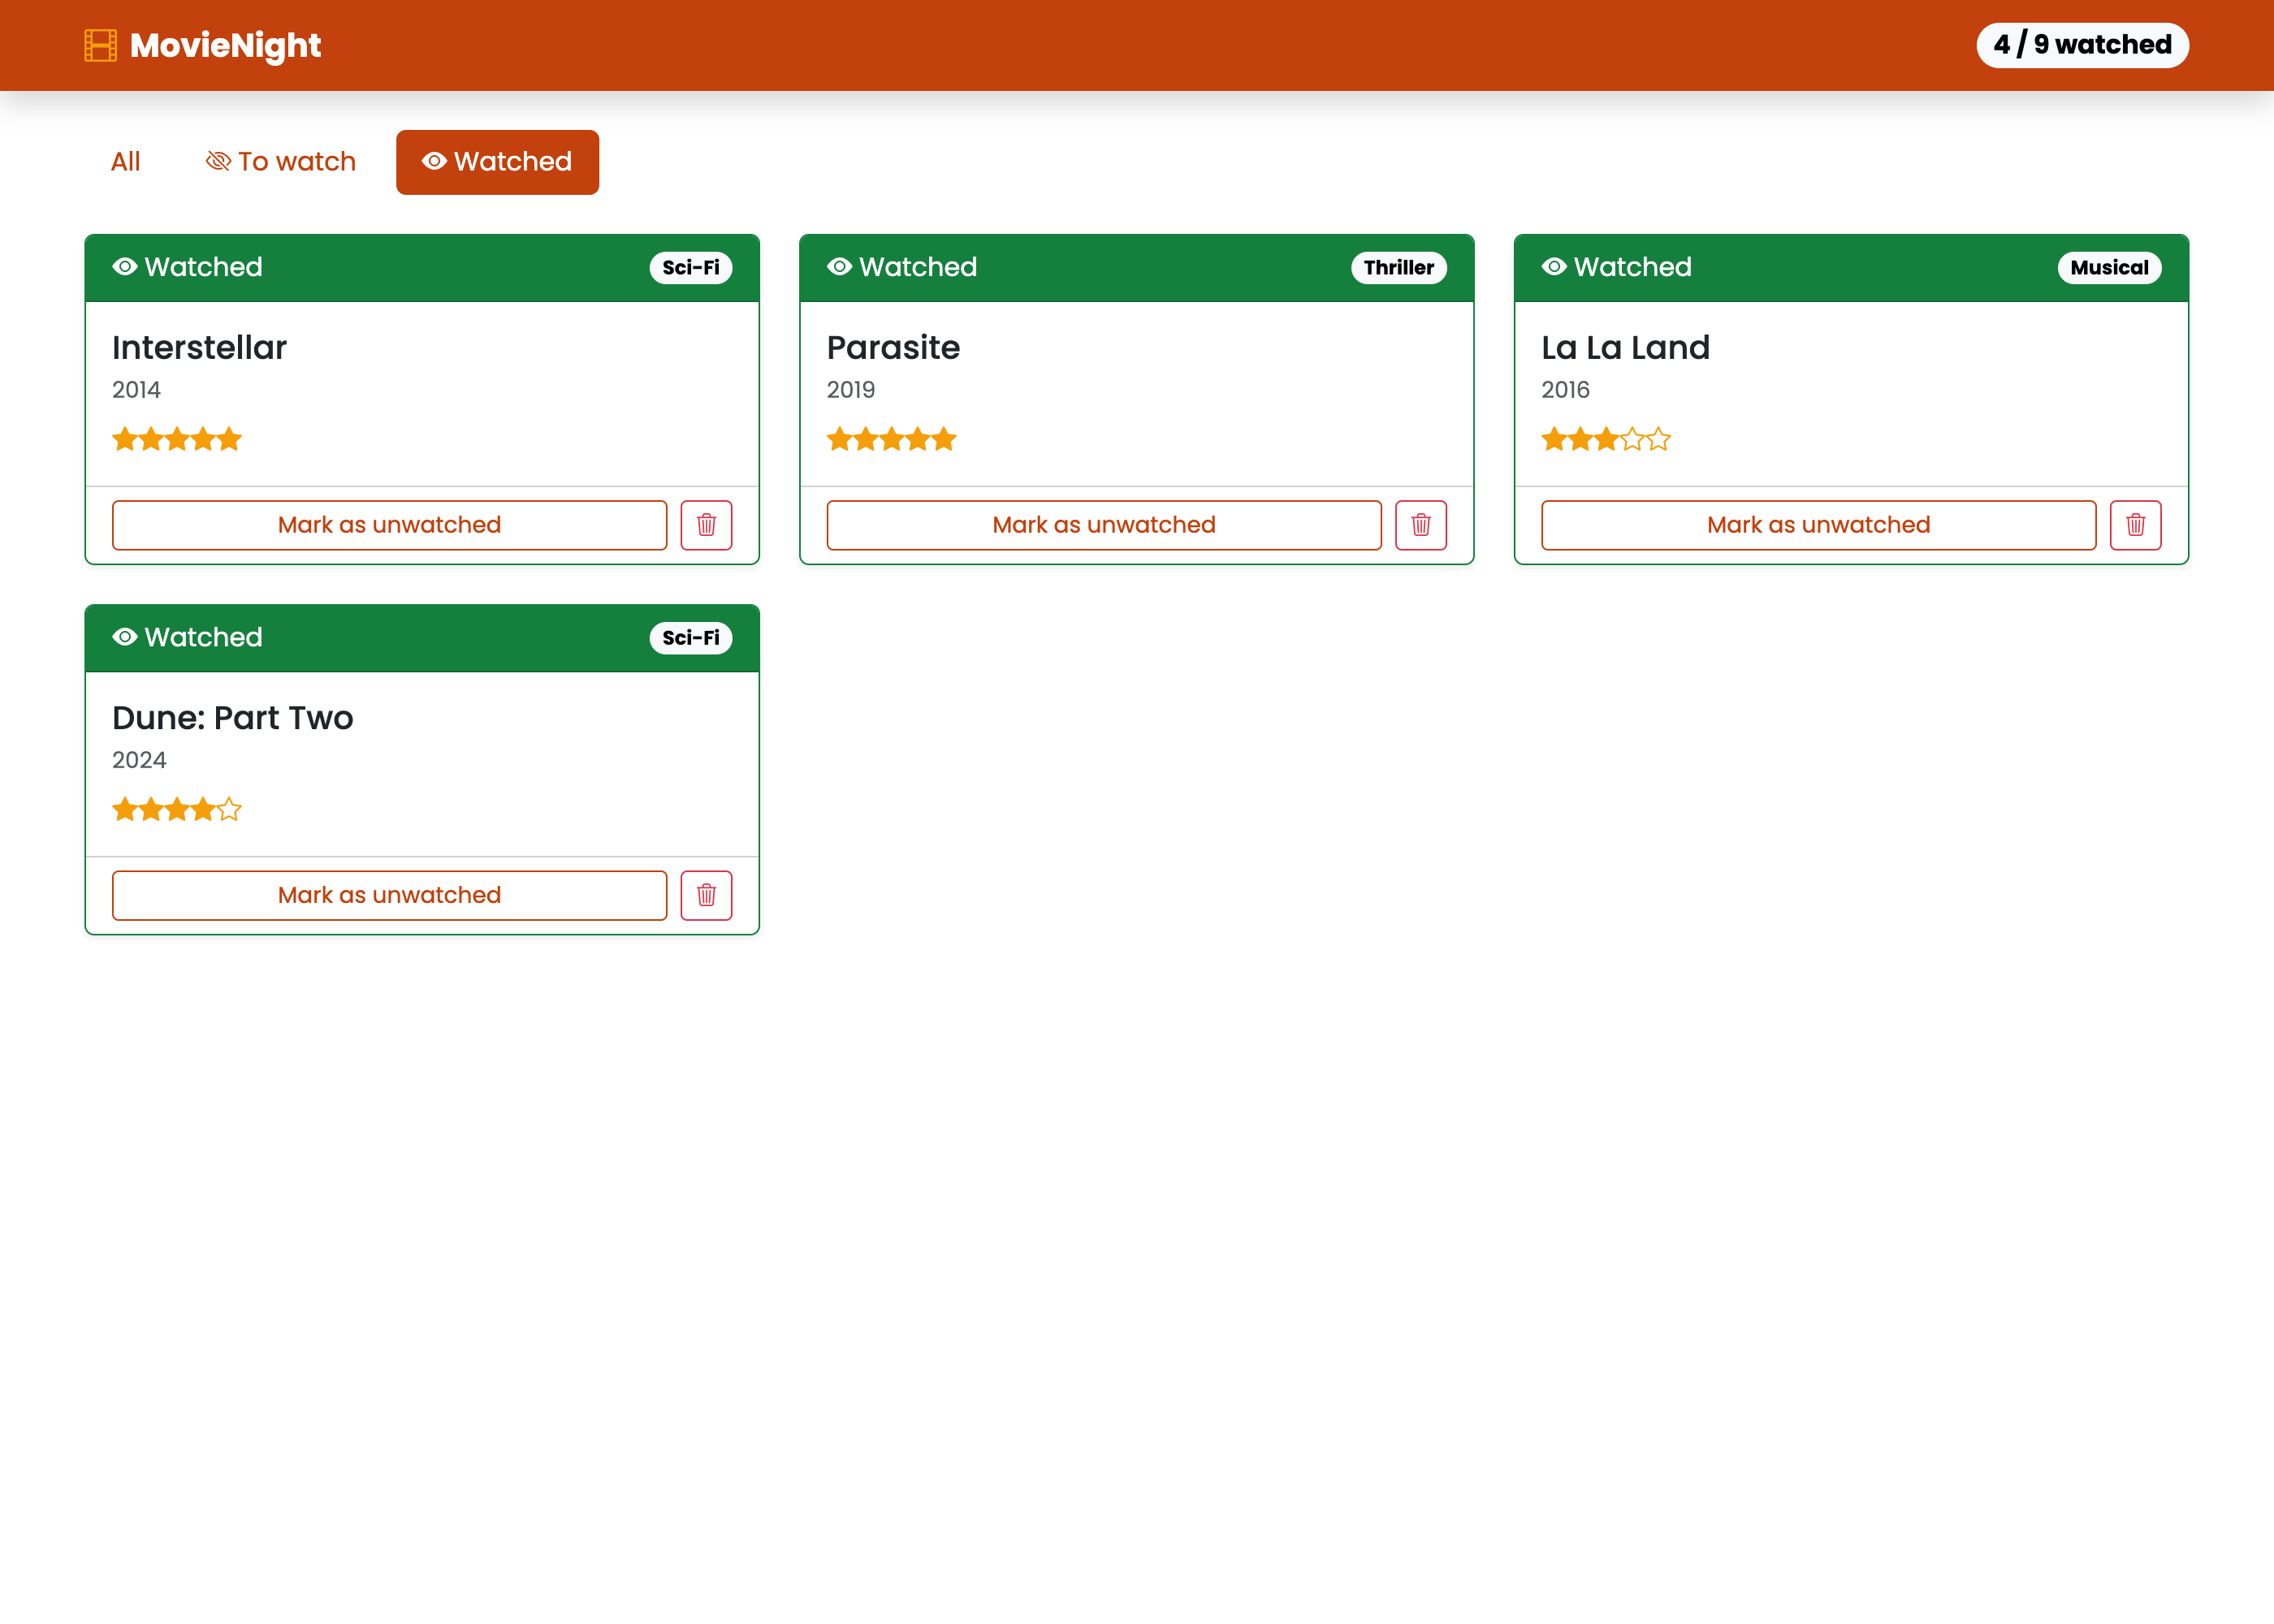 MovieNight
4 / 9 watched
All
To watch
Watched
Watched
Sci-Fi
Interstellar
2014
Mark as unwatched
Watched
Thriller
Parasite
2019
Mark as unwatched
Watched
Musical
La La Land
2016
Mark as unwatched
Watched
Sci-Fi
Dune: Part Two
2024
Mark as unwatched